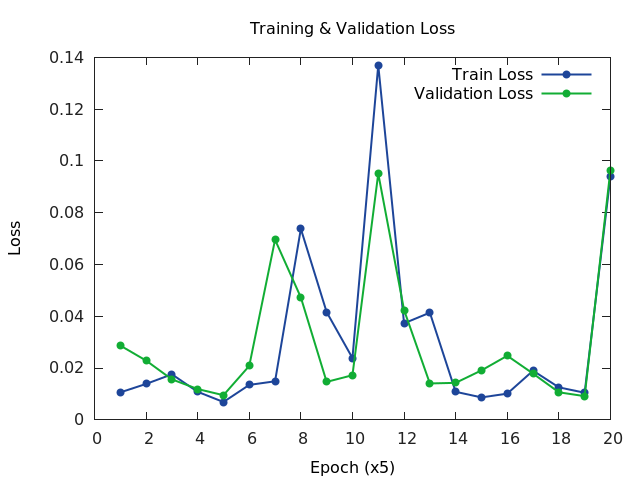 Training & Validation Loss
Train Loss
Validation Loss
0.14
0.12
0.1
0.08
0.06
0.04
0.02
0
Loss
0 2 4 6 8 10 12 14 16 18 20
Epoch (x5)